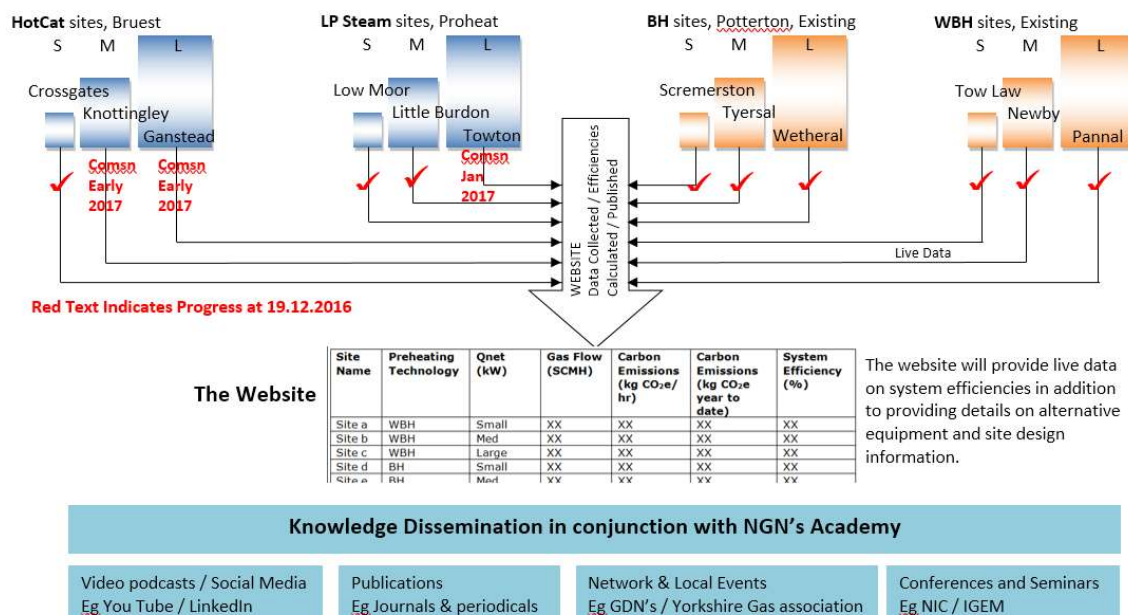 HotCat sites, Bruest
S M L
Crossgates
Knottingley
Ganstead
Comsn
Early
2017
Comsn
Early
2017
LP Steam sites, Proheat
S M L
Low Moor
Little Burdon
Towton
Comsn
Jan
2017
BH sites, Potterton, Existing
S M L
Scremerston
Tyersal
Wetheral
WBH sites, Existing
S M L
Tow Law
Newby
Pannal
WEBSITE
Data Collected / Efficiencies
Calculated / Published
Live Data
Red Text Indicates Progress at 19.12.2016
The Website
Site Name Preheating Technology Qnet (kW) Gas Flow (SCMH) Carbon Emissions (kg CO₂e/ hr) Carbon Emissions (kg CO₂e year to date) System Efficiency (%)
Site a WBH Small XX XX XX XX
Site b WBH Med XX XX XX XX
Site c WBH Large XX XX XX XX
Site d BH Small XX XX XX XX
Site e BH Med XX XX XX XX
The website will provide live data
on system efficiencies in addition
to providing details on alternative
equipment and site design
information.
Knowledge Dissemination in conjunction with NGN's Academy
Video podcasts / Social Media
Eg You Tube / LinkedIn
Publications
Eg Journals & periodicals
Network & Local Events
Eg GDN's / Yorkshire Gas association
Conferences and Seminars
Eg NIC / IGEM